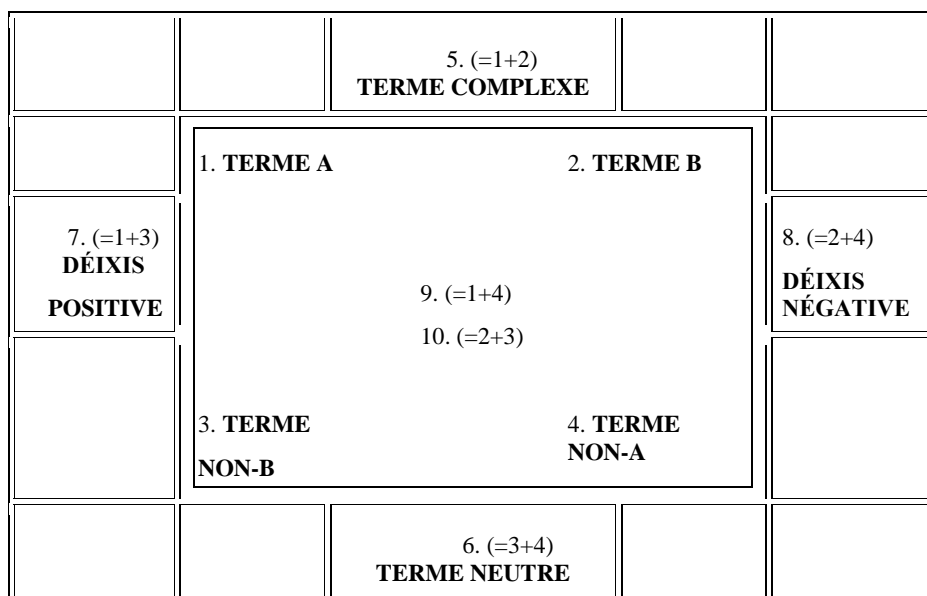 5. (=1+2)
TERME COMPLEXE
1. TERME A
2. TERME B
7. (=1+3)
DÉIXIS
POSITIVE
8. (=2+4)
DÉIXIS
NÉGATIVE
9. (=1+4)
10. (=2+3)
3. TERME
NON-B
4. TERME
NON-A
6. (=3+4)
TERME NEUTRE